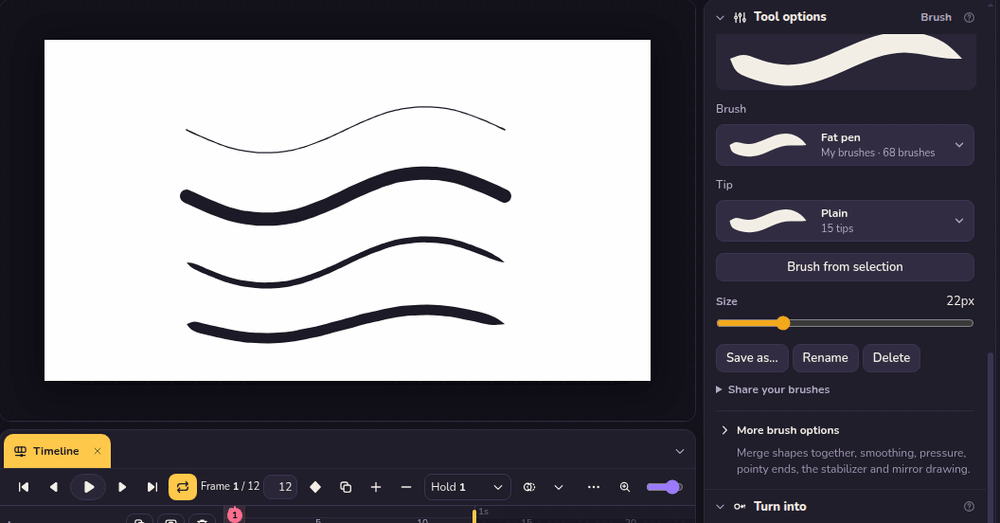 Tool options
Brush
Brush
Fat pen
My brushes · 68 brushes
Tip
Plain
15 tips
Brush from selection
Size
22px
Save as...
Rename
Delete
Share your brushes
More brush options
Merge shapes together, smoothing, pressure,
pointy ends, the stabilizer and mirror drawing.
Turn into
Timeline
Frame 1 / 12
12
Hold 1
1
5
10
1s
15
20